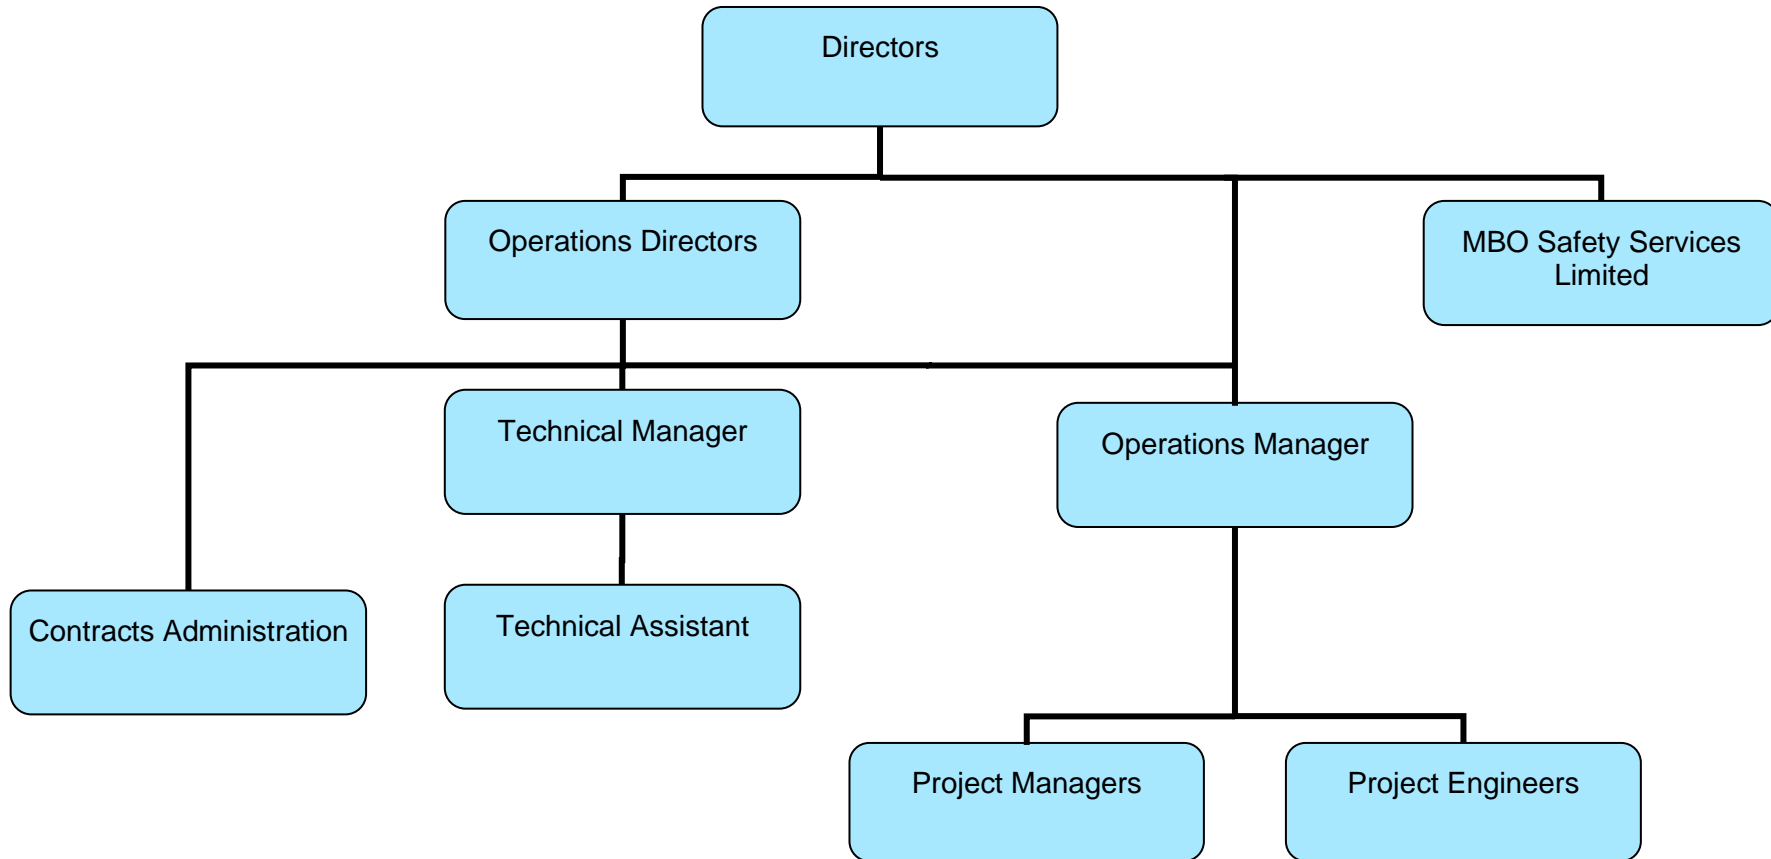 Directors
Operations Directors
MBO Safety Services
Limited
Technical Manager
Operations Manager
Contracts Administration
Technical Assistant
Project Managers
Project Engineers